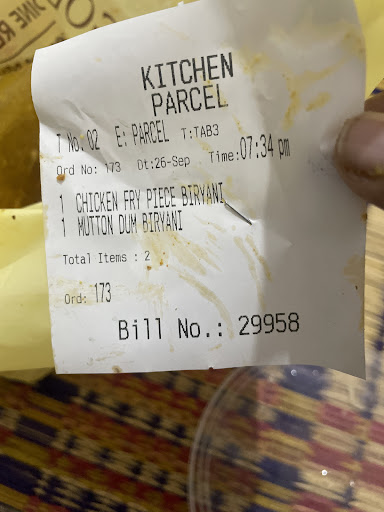 KITCHEN
PARCEL
T No: 02 E: PARCEL T:TAB3
Ord No: 173 Dt:26-Sep Time:07:34 pm
1 CHICKEN FRY PIECE BIRYANI
1 MUTTON DUM BIRYANI
Total Items : 2
Ord: 173
Bill No.: 29958